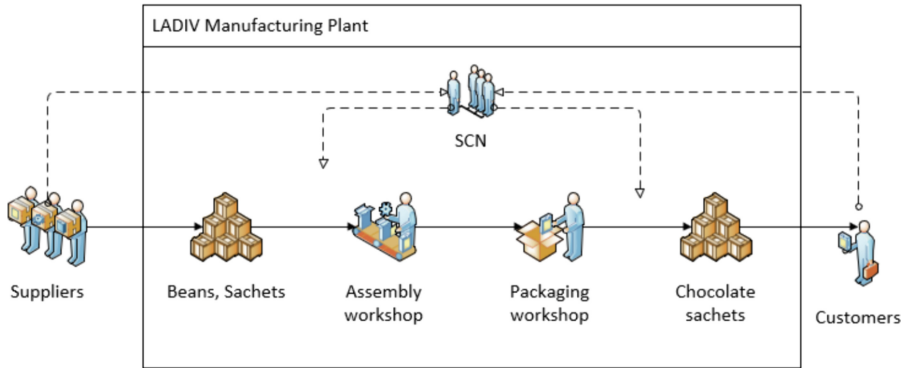 LADIV Manufacturing Plant
SCN
Suppliers
Beans, Sachets
Assembly
workshop
Packaging
workshop
Chocolate
sachets
Customers